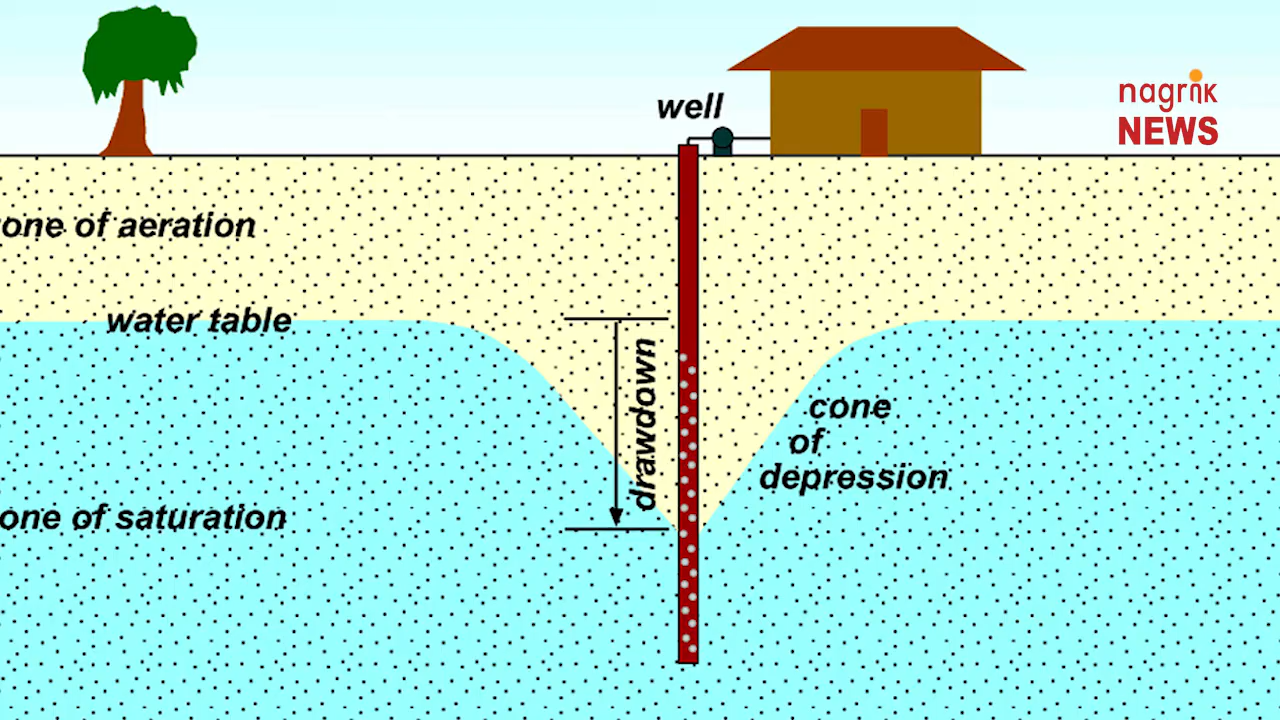 well
nagrik
NEWS
one of aeration
water table
drawdown
cone
of
depression
one of saturation